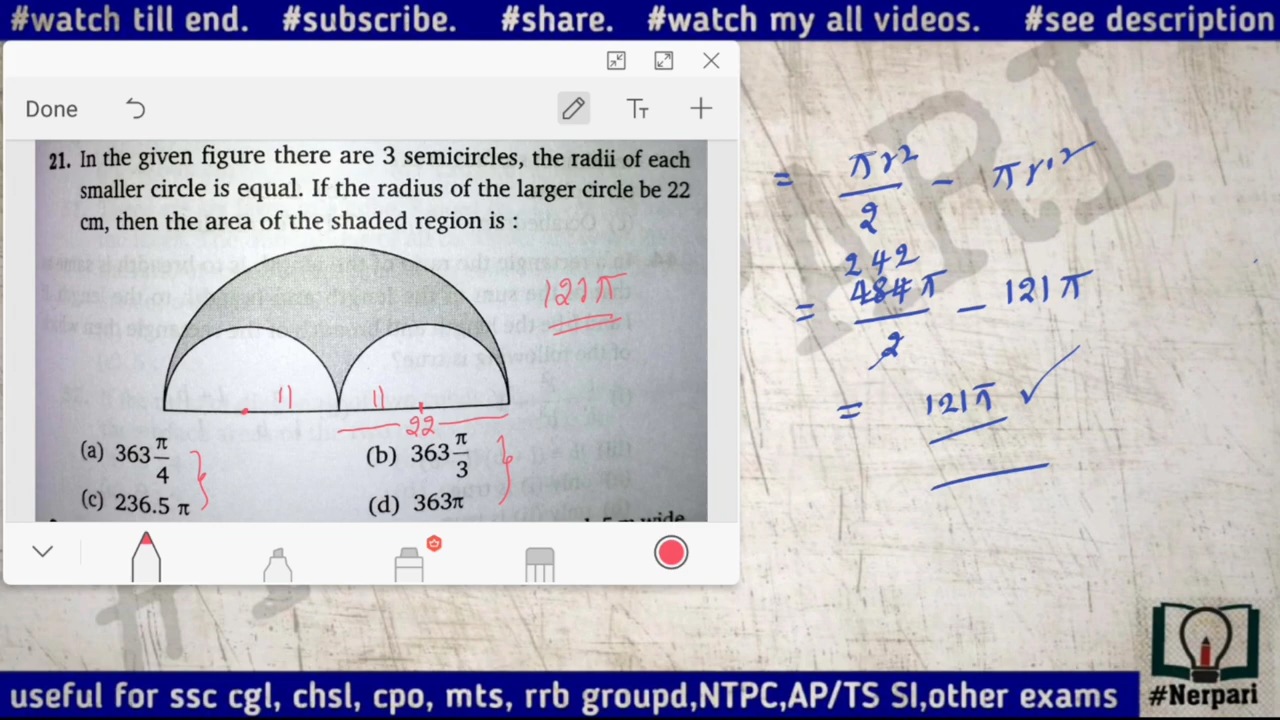 #watch till end. #subscribe. #share. #watch my all videos. #see description
Done
21. In the given figure there are 3 semicircles, the radii of each
smaller circle is equal. If the radius of the larger circle be 22
cm, then the area of the shaded region is :
121π
11 11
22
(a) 363 π/4 (b) 363 π/3
(c) 236.5 π (d) 363π
= πr²/2 − πr'²
242
= 484π/2 − 121π
= 121π ✓
useful for ssc cgl, chsl, cpo, mts, rrb groupd,NTPC,AP/TS SI,other exams
#Nerpari